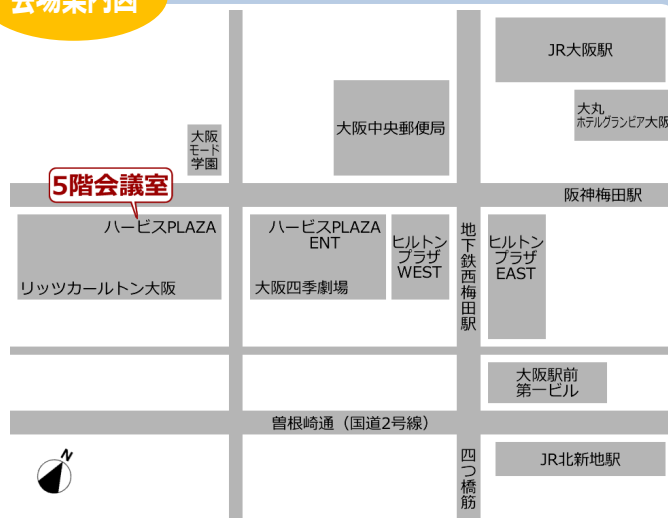 会場案内図
JR大阪駅
大丸
ホテルグランビア大阪
大阪中央郵便局
大阪
モード
学園
5階会議室
阪神梅田駅
ハービスPLAZA
リッツカールトン大阪
ハービスPLAZA
ENT
大阪四季劇場
ヒルトン
プラザ
WEST
地下鉄西梅田駅
ヒルトン
プラザ
EAST
大阪駅前
第一ビル
曽根崎通（国道2号線）
四つ橋筋
JR北新地駅
N